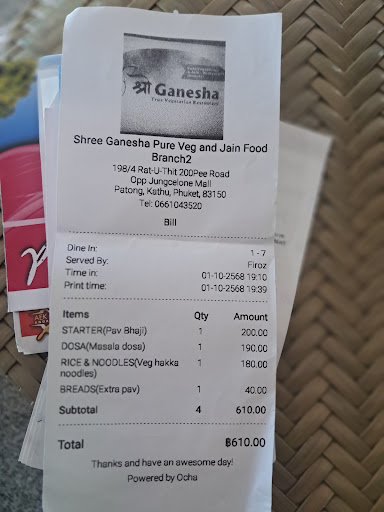 श्री Ganesha
True Vegetarian Restaurant
Shree Ganesha Pure Veg and Jain Food
Branch2
198/4 Rat-U-Thit 200Pee Road
Opp Jungcelone Mall
Patong, Kathu, Phuket, 83150
Tel: 0661043520
Bill
Dine In: 1 - 7
Served By: Firoz
Time in: 01-10-2568 19:10
Print time: 01-10-2568 19:39
Items Qty Amount
STARTER(Pav Bhaji) 1 200.00
DOSA(Masala dosa) 1 190.00
RICE & NOODLES(Veg hakka 1 180.00
noodles)
BREADS(Extra pav) 1 40.00
Subtotal 4 610.00
Total ฿610.00
Thanks and have an awesome day!
Powered by Ocha